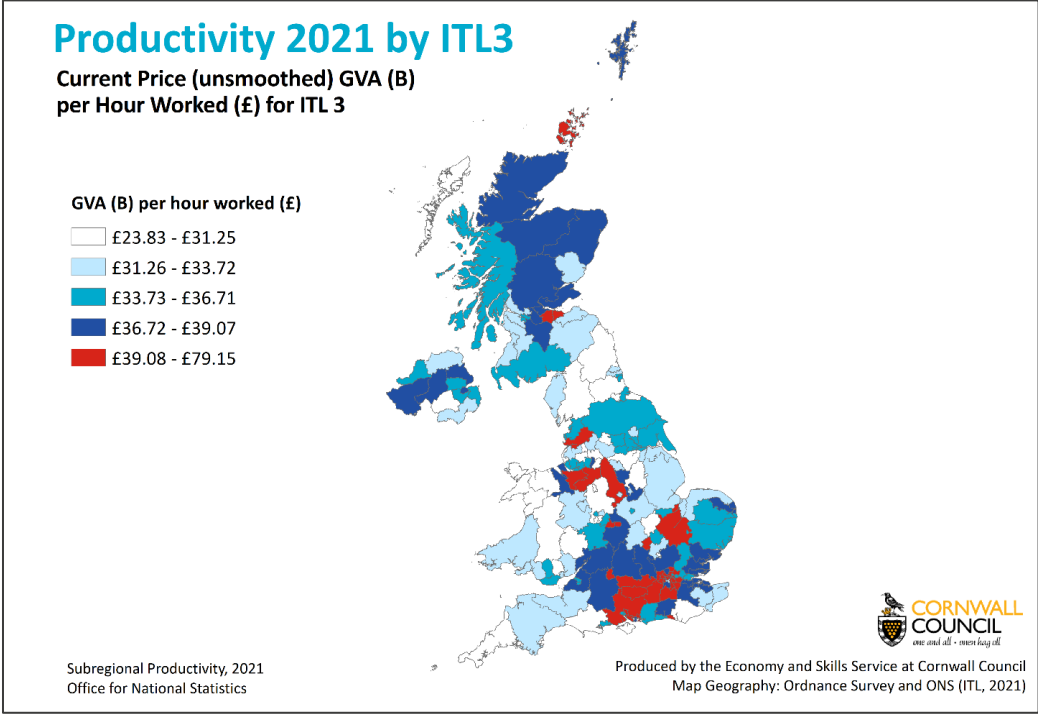 Productivity 2021 by ITL3
Current Price (unsmoothed) GVA (B)
per Hour Worked (£) for ITL 3
GVA (B) per hour worked (£)
£23.83 - £31.25
£31.26 - £33.72
£33.73 - £36.71
£36.72 - £39.07
£39.08 - £79.15
CORNWALL
COUNCIL
one and all • onen hag oll
Subregional Productivity, 2021
Office for National Statistics
Produced by the Economy and Skills Service at Cornwall Council
Map Geography: Ordnance Survey and ONS (ITL, 2021)